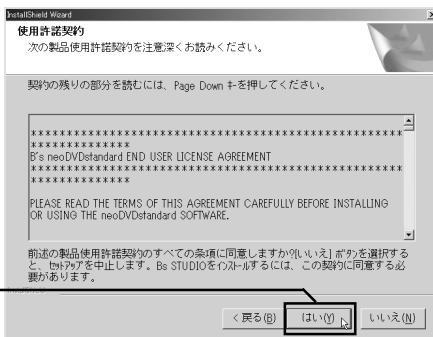 InstallShield Wizard
使用許諾契約
次の製品使用許諾契約を注意深くお読みください。
契約の残りの部分を読むには、Page Down キーを押してください。
****************************************************
**************
B's neoDVDstandard END USER LICENSE AGREEMENT
****************************************************
**************
PLEASE READ THE TERMS OF THIS AGREEMENT CAREFULLY BEFORE INSTALLING
OR USING THE neoDVDstandard SOFTWARE.
前述の製品使用許諾契約のすべての条項に同意しますか?[いいえ] ボタンを選択する
と、セットアップを中止します。Bs STUDIOをインストールするには、この契約に同意する必
要があります。
< 戻る(B)
はい(Y)
いいえ(N)